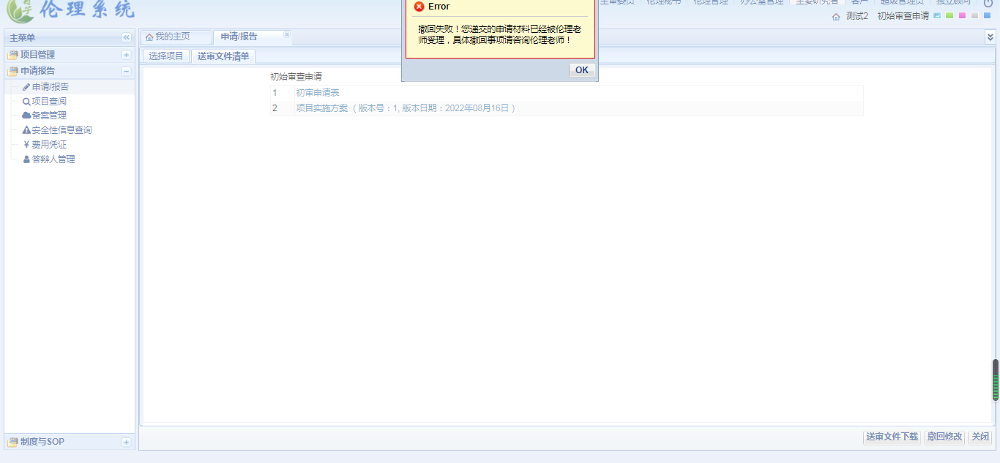 伦理系统
主审委员 伦理秘书 伦理管理 办公室管理 主要研究者 客户 超级管理员 独立顾问
测试2 初始审查申请
Error
撤回失败！您递交的申请材料已经被伦理老
师受理，具体撤回事项请咨询伦理老师！
OK
主菜单
项目管理
申请报告
申请/报告
项目查阅
备案管理
安全性信息查询
¥ 费用凭证
答辩人管理
制度与SOP
我的主页 申请/报告
选择项目 送审文件清单
初始审查申请
1 初审申请表
2 项目实施方案 （ 版本号：1, 版本日期：2022年08月16日 ）
送审文件下载 撤回修改 关闭